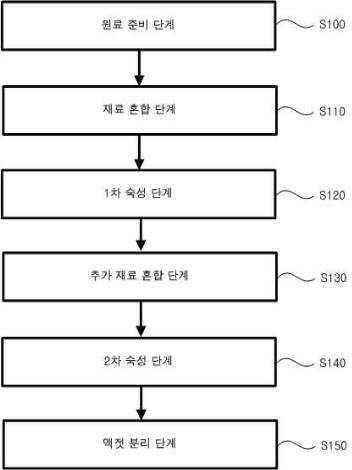 원료 준비 단계 S100
재료 혼합 단계 S110
1차 숙성 단계 S120
추가 재료 혼합 단계 S130
2차 숙성 단계 S140
액젓 분리 단계 S150